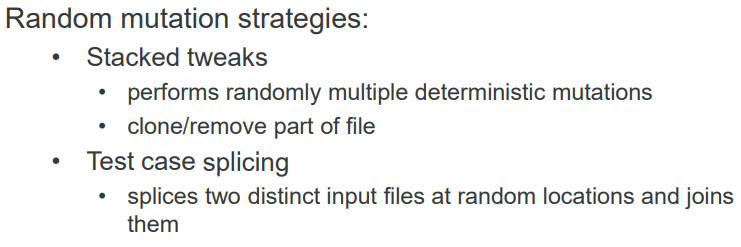 Random mutation strategies:
• Stacked tweaks
• performs randomly multiple deterministic mutations
• clone/remove part of file
• Test case splicing
• splices two distinct input files at random locations and joins
them